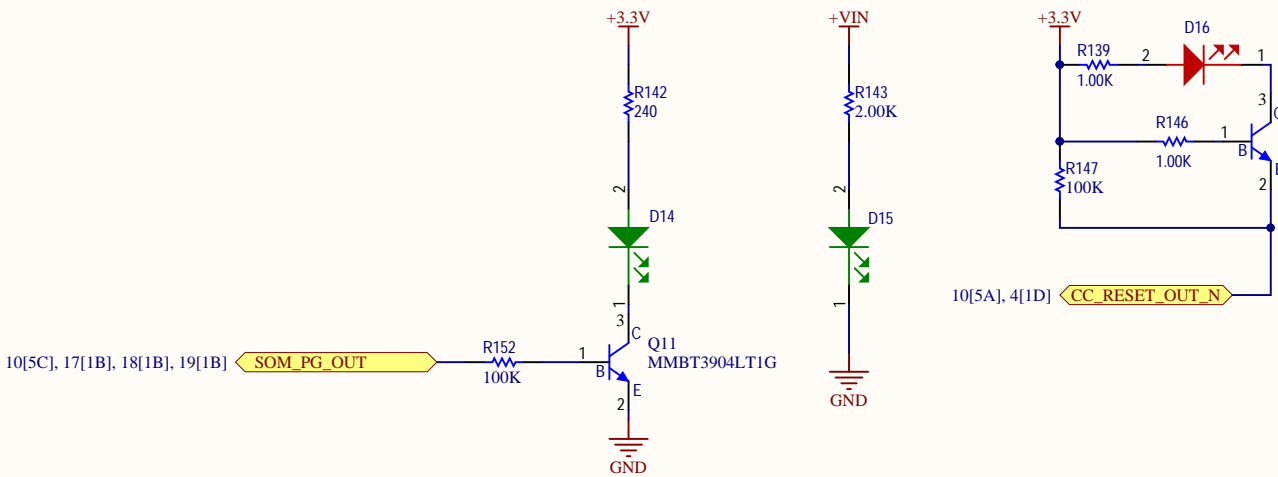 +3.3V
+VIN
+3.3V
D16
R139
2
1
1.00K
R142
240
R143
2.00K
3
C
R146
1
B
1.00K
E
R147
100K
2
2
2
D14
D15
1
1
10[5A], 4[1D]
CC_RESET_OUT_N
3
C
Q11
MMBT3904LT1G
10[5C], 17[1B], 18[1B], 19[1B]
SOM_PG_OUT
R152
100K
1
B
E
2
GND
GND